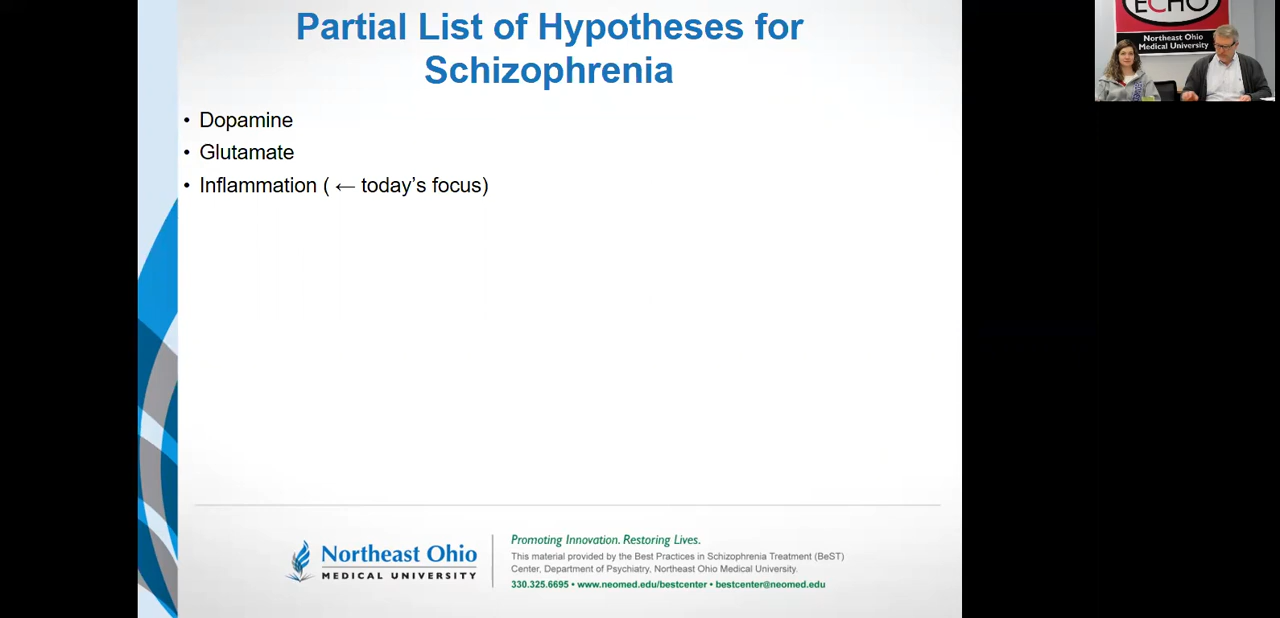 Partial List of Hypotheses for
Schizophrenia
• Dopamine
• Glutamate
• Inflammation ( ← today's focus)
Northeast Ohio
MEDICAL UNIVERSITY
Promoting Innovation. Restoring Lives.
This material provided by the Best Practices in Schizophrenia Treatment (BeST)
Center, Department of Psychiatry, Northeast Ohio Medical University.
330.325.6695 • www.neomed.edu/bestcenter • bestcenter@neomed.edu
ECHO
Northeast Ohio
Medical University